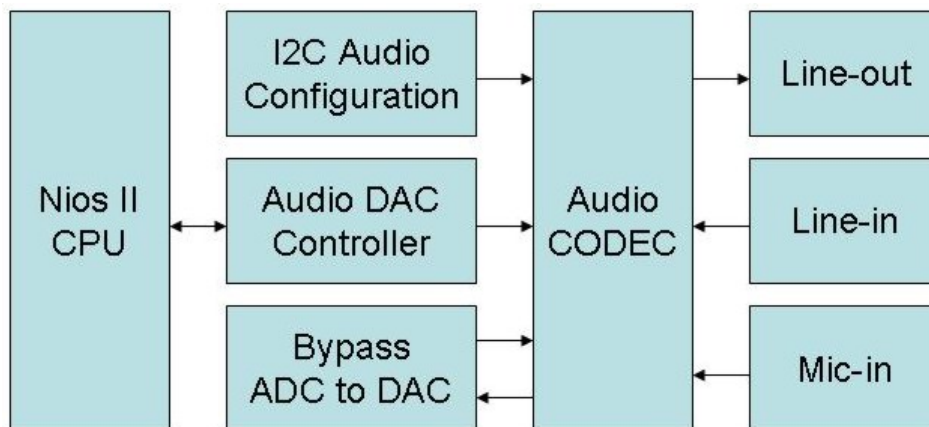 Nios II
CPU
I2C Audio
Configuration
Audio DAC
Controller
Bypass
ADC to DAC
Audio
CODEC
Line-out
Line-in
Mic-in